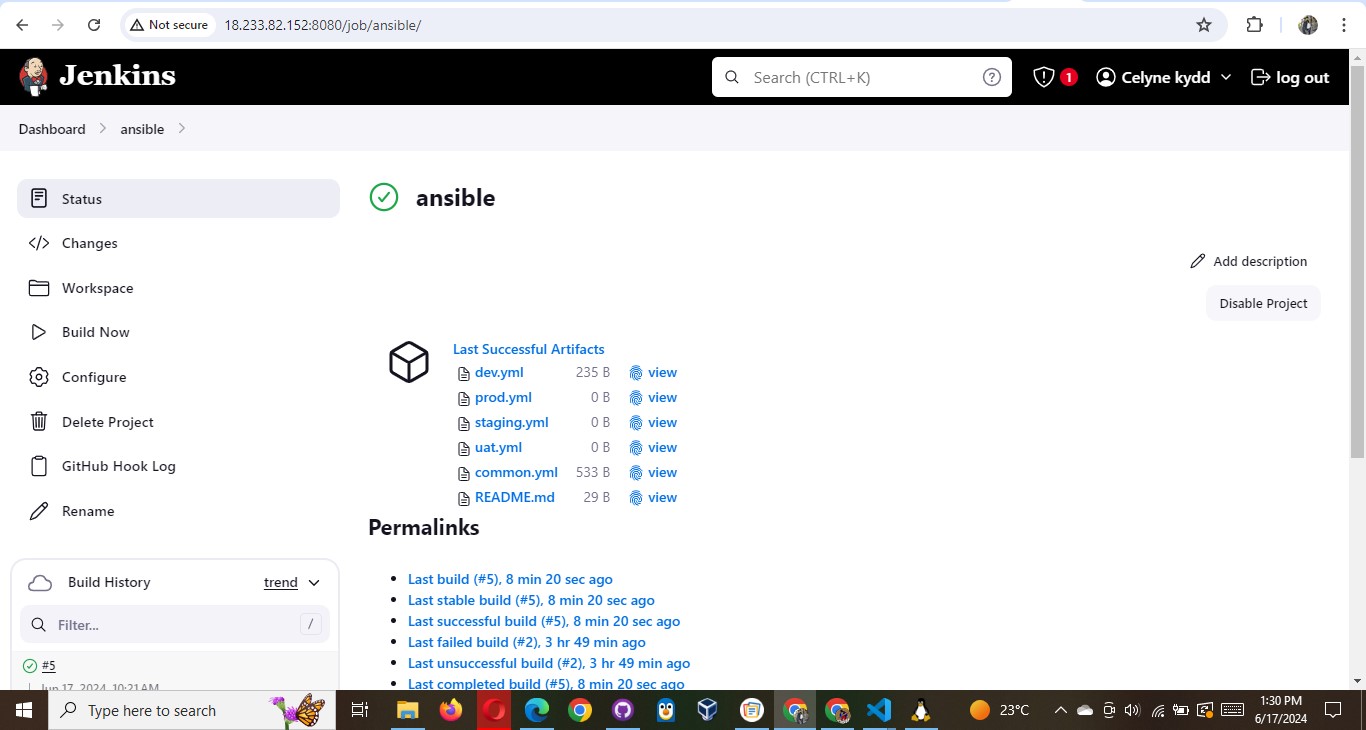 Not secure 18.233.82.152:8080/job/ansible/
Jenkins
Search (CTRL+K)
?
1
Celyne kydd
log out
Dashboard
ansible
Status
Changes
Workspace
Build Now
Configure
Delete Project
GitHub Hook Log
Rename
Build History
trend
Filter...
/
#5
Jun 17, 2024, 10:21 AM
ansible
Add description
Disable Project
Last Successful Artifacts
dev.yml 235 B view
prod.yml 0 B view
staging.yml 0 B view
uat.yml 0 B view
common.yml 533 B view
README.md 29 B view
Permalinks
Last build (#5), 8 min 20 sec ago
Last stable build (#5), 8 min 20 sec ago
Last successful build (#5), 8 min 20 sec ago
Last failed build (#2), 3 hr 49 min ago
Last unsuccessful build (#2), 3 hr 49 min ago
Last completed build (#5), 8 min 20 sec ago
Type here to search
23°C
1:30 PM
6/17/2024